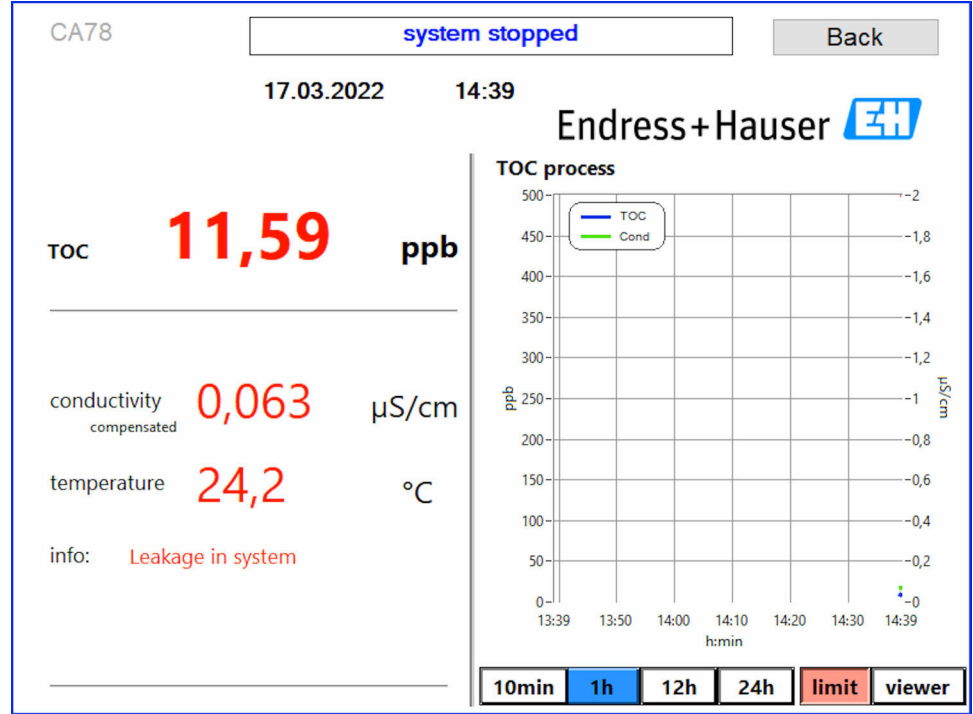 CA78
system stopped
Back
17.03.2022 14:39
Endress+Hauser EH
TOC 11,59 ppb
conductivity 0,063 µS/cm
compensated
temperature 24,2 °C
info: Leakage in system
TOC process
TOC
Cond
500 2
450 1,8
400 1,6
350 1,4
300 1,2
250 1
200 0,8
150 0,6
100 0,4
50 0,2
0 0
ppb
µS/cm
13:39 13:50 14:00 14:10 14:20 14:30 14:39
h:min
10min 1h 12h 24h limit viewer